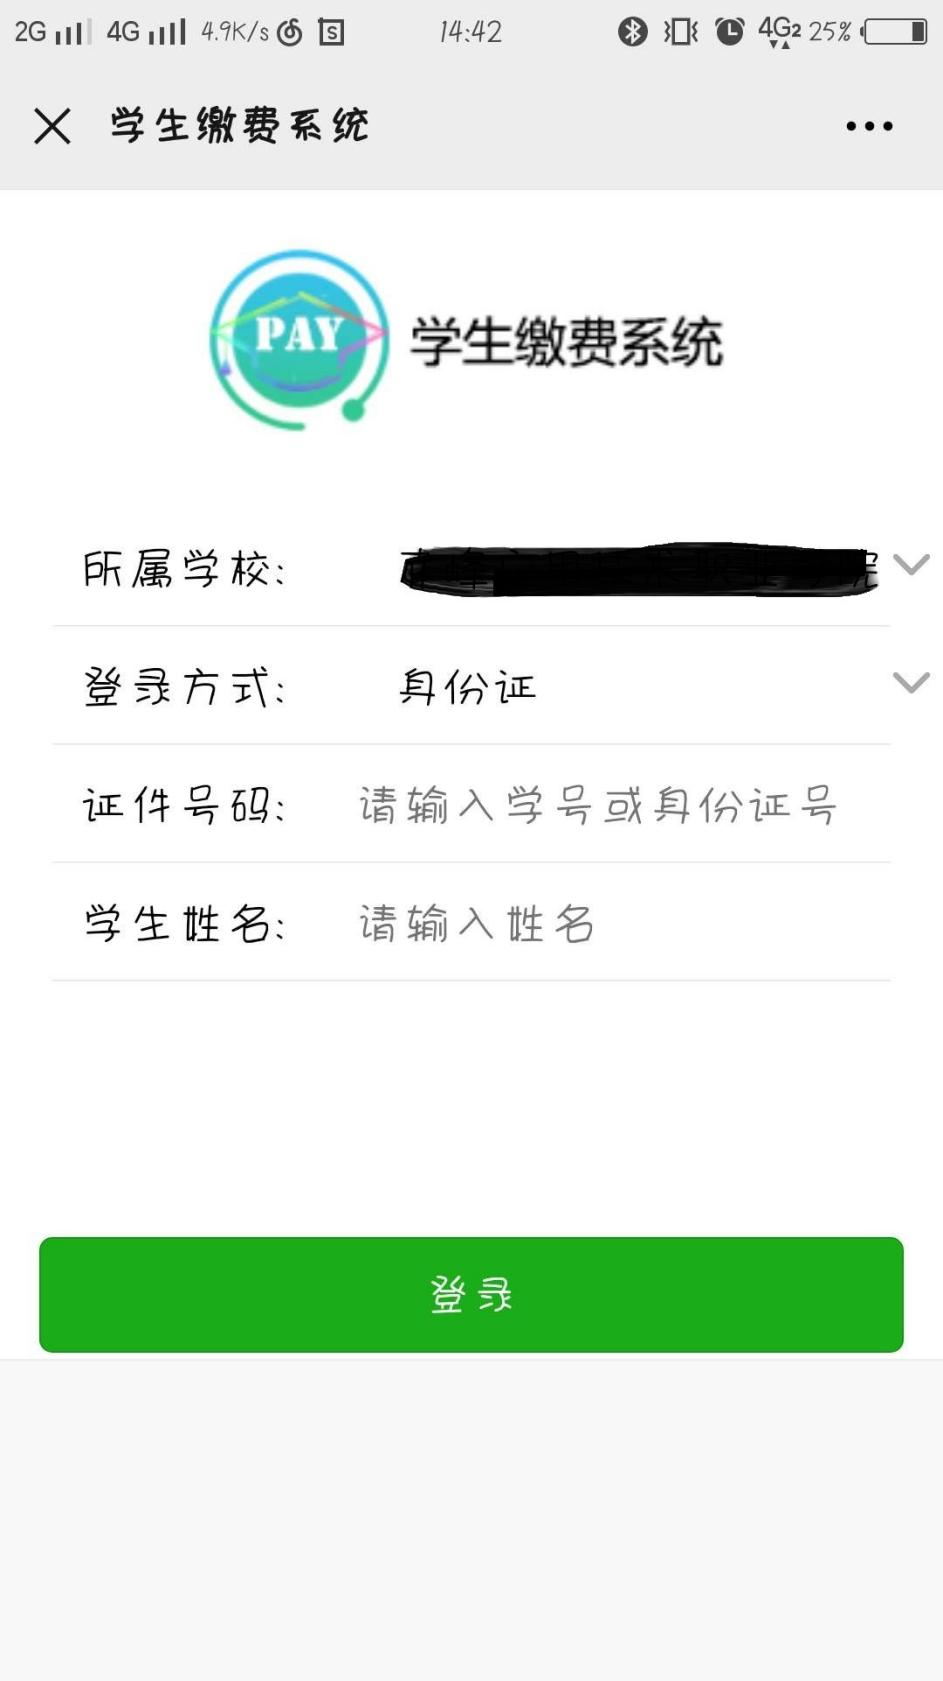 2G 4G 4.9K/s 14:42 4G2 25%
学生缴费系统
PAY 学生缴费系统
所属学校:
登录方式: 身份证
证件号码: 请输入学号或身份证号
学生姓名: 请输入姓名
登录